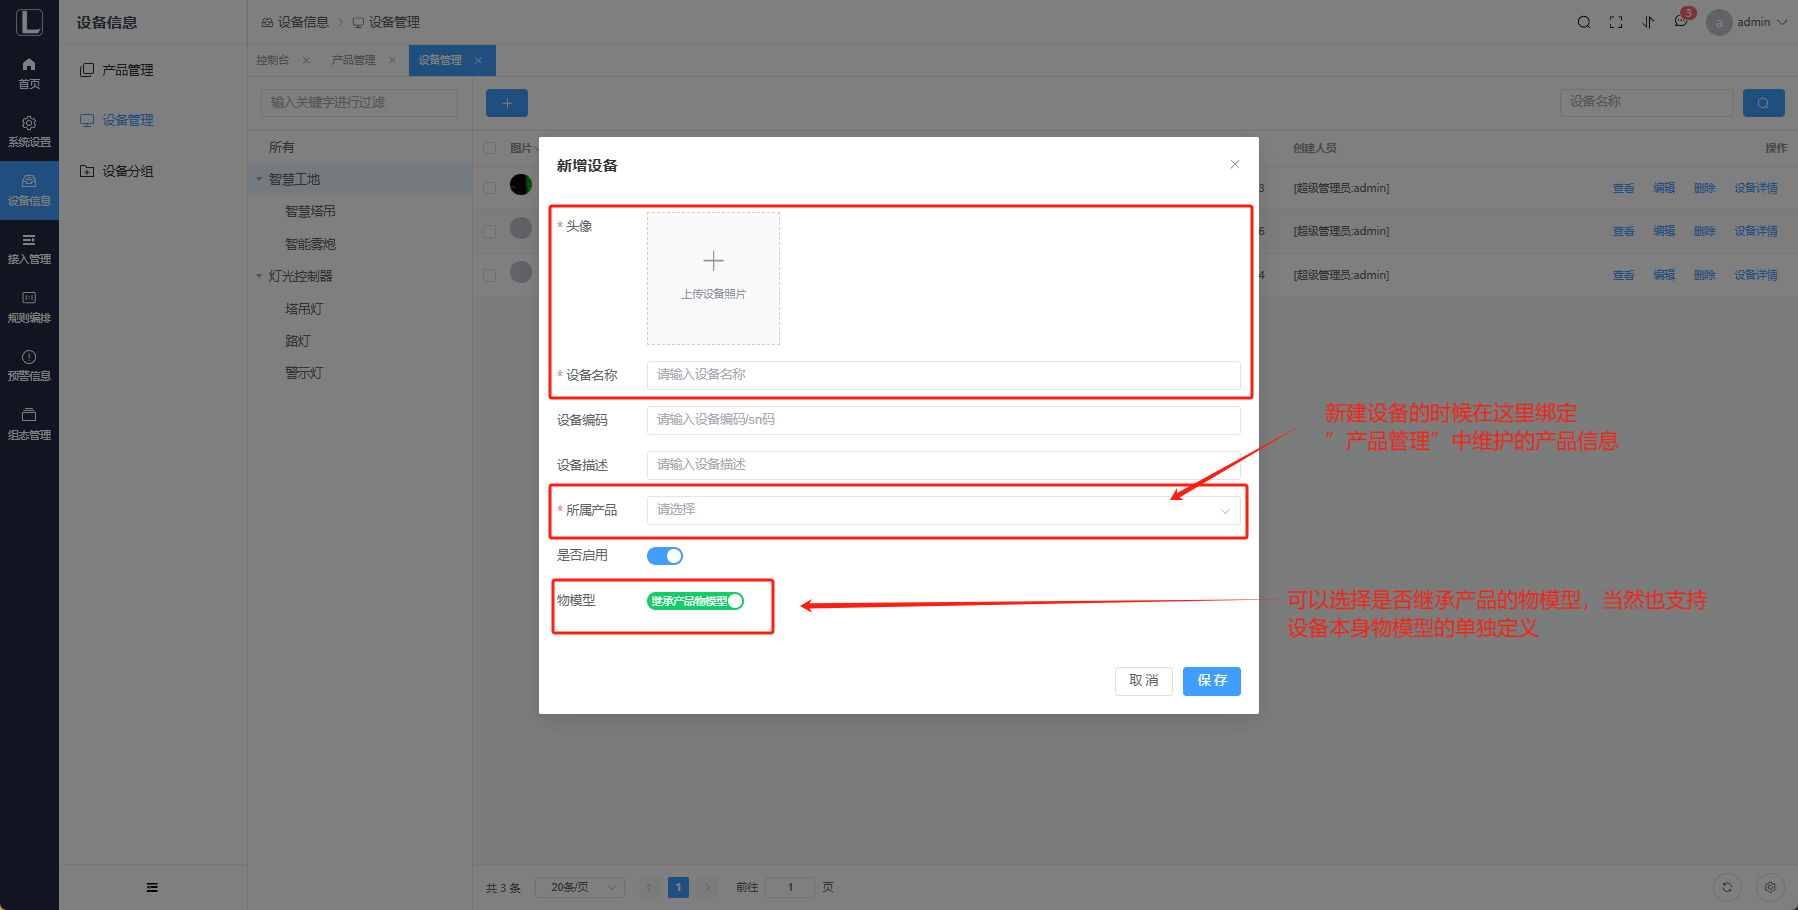 设备信息
设备信息 > 设备管理
3
a
admin
首页
系统设置
设备信息
接入管理
规则编排
预警信息
组态管理
产品管理
设备管理
设备分组
控制台 ×
产品管理 ×
设备管理 ×
输入关键字进行过滤
+
设备名称
所有
智慧工地
智慧塔吊
智能雾炮
灯光控制器
塔吊灯
路灯
警示灯
图片
创建人员
操作
3 [超级管理员:admin] 查看 编辑 删除 设备详情
6 [超级管理员:admin] 查看 编辑 删除 设备详情
4 [超级管理员:admin] 查看 编辑 删除 设备详情
新增设备
* 头像
上传设备照片
* 设备名称 请输入设备名称
设备编码 请输入设备编码/sn码
设备描述 请输入设备描述
* 所属产品 请选择
是否启用
物模型 继承产品物模型
取消 保存
新建设备的时候在这里绑定
”产品管理”中维护的产品信息
可以选择是否继承产品的物模型，当然也支持
设备本身物模型的单独定义
共 3 条 20条/页 < 1 > 前往 1 页